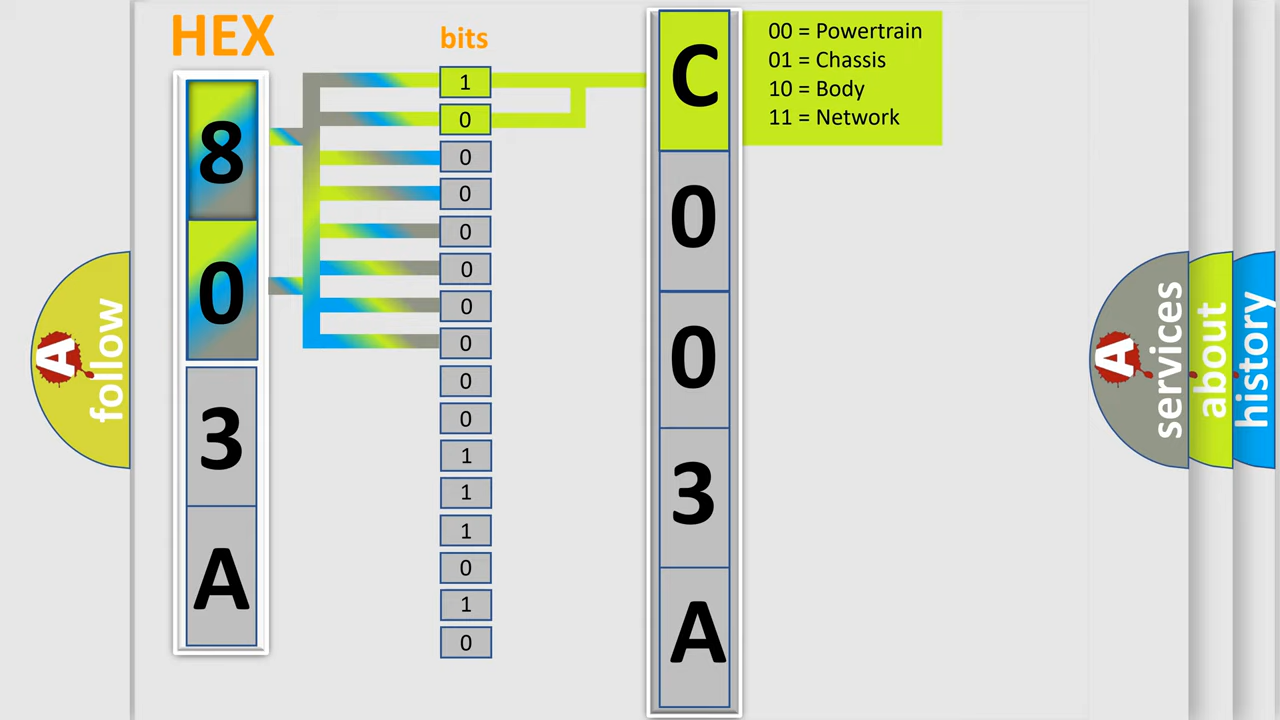 HEX
bits
8
0
3
A
1
0
0
0
0
0
0
0
0
0
1
1
1
0
1
0
C
0
0
3
A
00 = Powertrain
01 = Chassis
10 = Body
11 = Network
A
follow
A
services
about
history